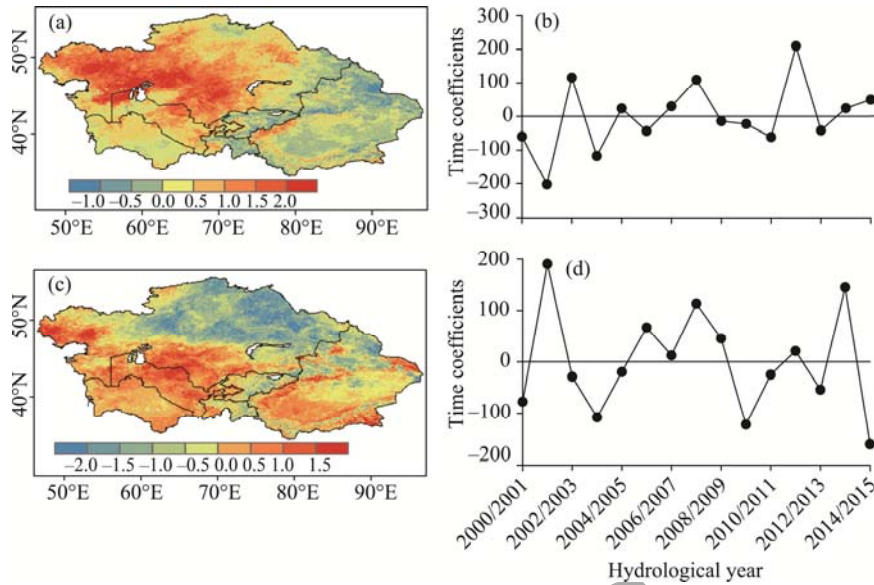 (a)
50°N
40°N
−1.0 −0.5 0.0 0.5 1.0 1.5 2.0
50°E 60°E 70°E 80°E 90°E
(b)
Time coefficients
300
200
100
0
−100
−200
−300
(c)
50°N
40°N
−2.0 −1.5 −1.0 −0.5 0.0 0.5 1.0 1.5
50°E 60°E 70°E 80°E 90°E
(d)
Time coefficients
200
100
0
−100
−200
2000/2001
2002/2003
2004/2005
2006/2007
2008/2009
2010/2011
2012/2013
2014/2015
Hydrological year